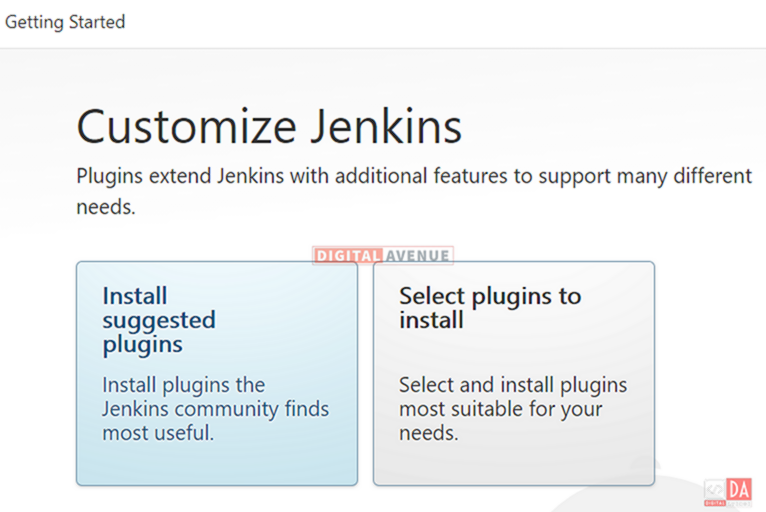 Getting Started
Customize Jenkins
Plugins extend Jenkins with additional features to support many different
needs.
DIGITAL AVENUE
Install
suggested
plugins
Install plugins the
Jenkins community finds
most useful.
Select plugins to
install
Select and install plugins
most suitable for your
needs.
DA
DIGITAL